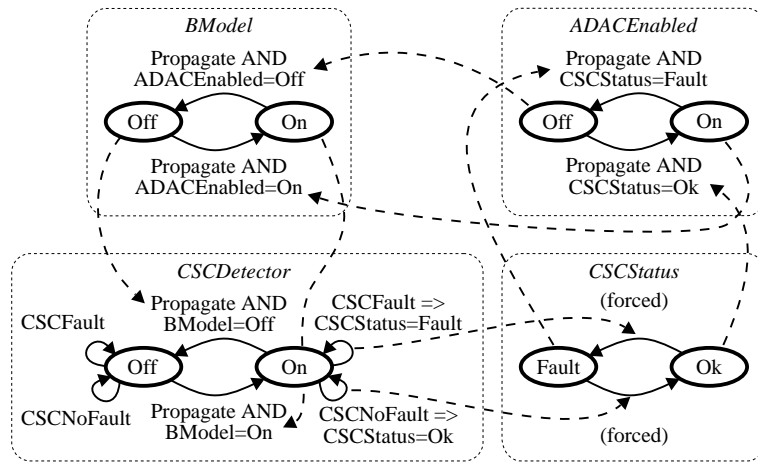 BModel
Propagate AND
ADACEnabled=Off
Off
On
Propagate AND
ADACEnabled=On
ADACEnabled
Propagate AND
CSCStatus=Fault
Off
On
Propagate AND
CSCStatus=Ok
CSCDetector
Propagate AND
BModel=Off
CSCFault
CSCFault =>
CSCStatus=Fault
Off
On
CSCNoFault
Propagate AND
BModel=On
CSCNoFault =>
CSCStatus=Ok
CSCStatus
(forced)
Fault
Ok
(forced)